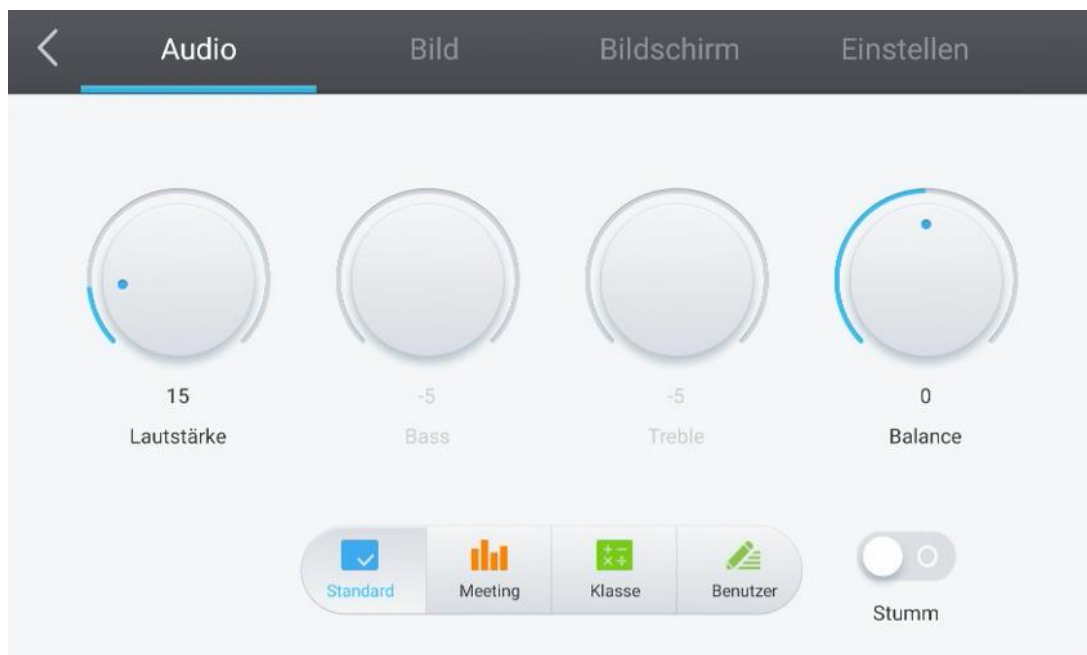 Audio Bild Bildschirm Einstellen
15 -5 -5 0
Lautstärke Bass Treble Balance
Standard Meeting Klasse Benutzer
Stumm